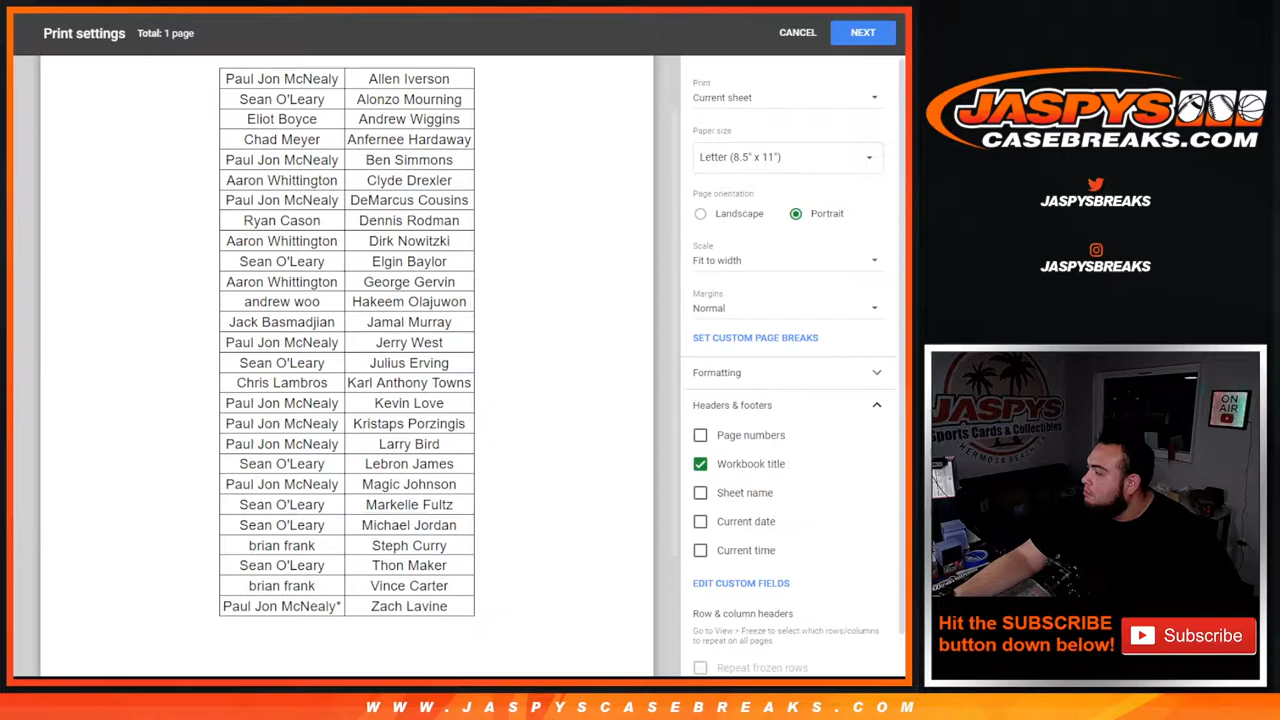 Print settings Total: 1 page CANCEL NEXT
Paul Jon McNealy Allen Iverson
Sean O'Leary Alonzo Mourning
Eliot Boyce Andrew Wiggins
Chad Meyer Anfernee Hardaway
Paul Jon McNealy Ben Simmons
Aaron Whittington Clyde Drexler
Paul Jon McNealy DeMarcus Cousins
Ryan Cason Dennis Rodman
Aaron Whittington Dirk Nowitzki
Sean O'Leary Elgin Baylor
Aaron Whittington George Gervin
andrew woo Hakeem Olajuwon
Jack Basmadjian Jamal Murray
Paul Jon McNealy Jerry West
Sean O'Leary Julius Erving
Chris Lambros Karl Anthony Towns
Paul Jon McNealy Kevin Love
Paul Jon McNealy Kristaps Porzingis
Paul Jon McNealy Larry Bird
Sean O'Leary Lebron James
Paul Jon McNealy Magic Johnson
Sean O'Leary Markelle Fultz
Sean O'Leary Michael Jordan
brian frank Steph Curry
Sean O'Leary Thon Maker
brian frank Vince Carter
Paul Jon McNealy* Zach Lavine
Print
Current sheet
Paper size
Letter (8.5" x 11")
Page orientation
Landscape Portrait
Scale
Fit to width
Margins
Normal
SET CUSTOM PAGE BREAKS
Formatting
Headers & footers
Page numbers
Workbook title
Sheet name
Current date
Current time
EDIT CUSTOM FIELDS
Row & column headers
Go to View > Freeze to select which rows/columns
to repeat on all pages
Repeat frozen rows
JASPYS
CASEBREAKS.COM
JASPYSBREAKS
JASPYSBREAKS
JASPYS
Sports Cards & Collectibles
HERMOSA BEACH
ON
AIR
Hit the SUBSCRIBE
button down below!
Subscribe
WWW.JASPYSCASEBREAKS.COM